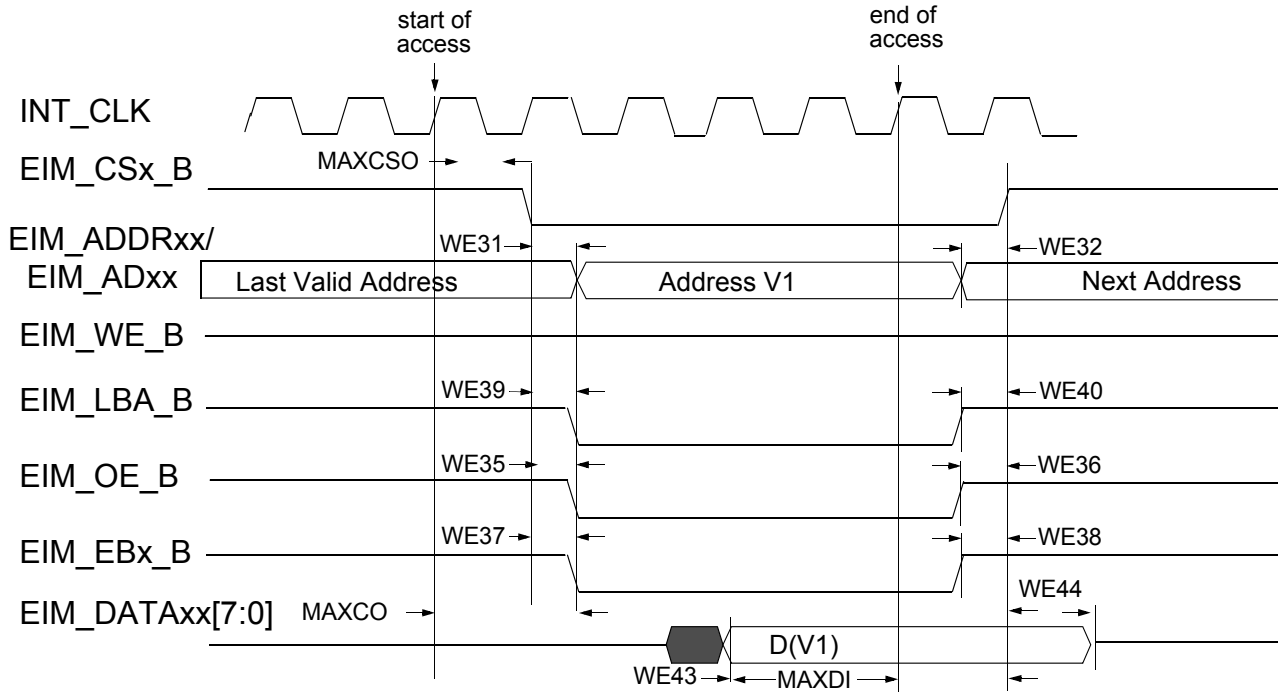 start of
access
end of
access
INT_CLK
MAXCSO
EIM_CSx_B
EIM_ADDRxx/
WE31
WE32
EIM_ADxx
Last Valid Address
Address V1
Next Address
EIM_WE_B
WE39
WE40
EIM_LBA_B
WE35
WE36
EIM_OE_B
WE37
WE38
EIM_EBx_B
WE44
EIM_DATAxx[7:0]
MAXCO
D(V1)
WE43
MAXDI